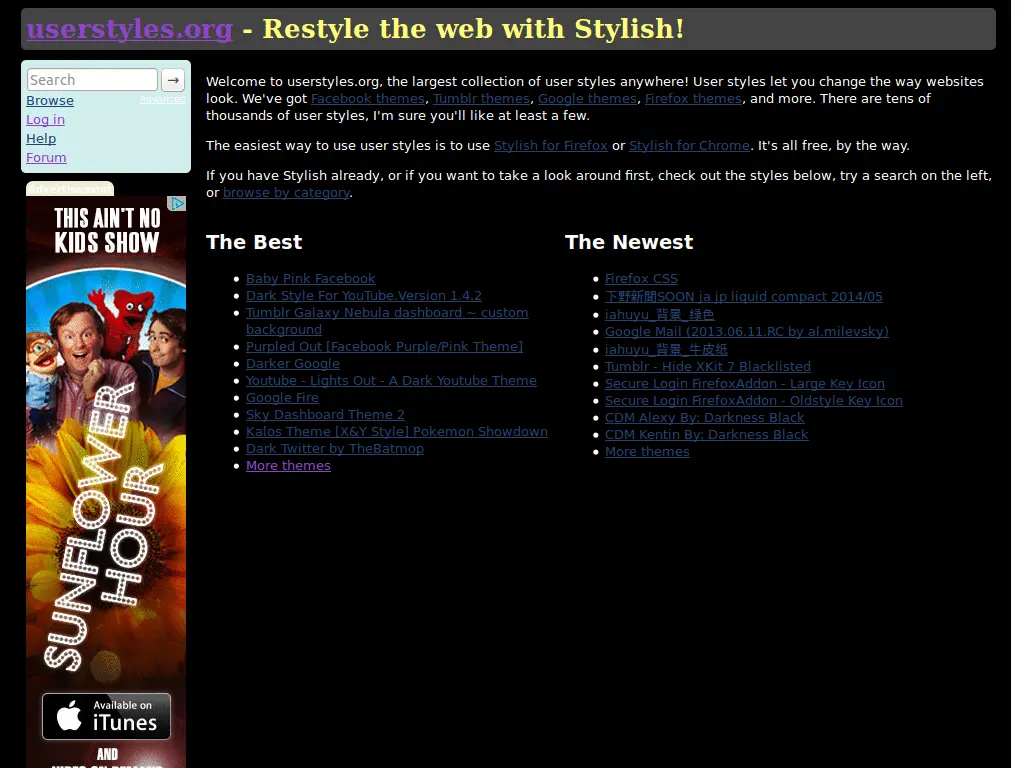 userstyles.org - Restyle the web with Stylish!
Search →
Browse Advanced
Log in
Help
Forum
Advertisement
THIS AIN'T NO
KIDS SHOW
SUNFLOWER
HOUR
Available on
iTunes
AND
Welcome to userstyles.org, the largest collection of user styles anywhere! User styles let you change the way websites
look. We've got Facebook themes, Tumblr themes, Google themes, Firefox themes, and more. There are tens of
thousands of user styles, I'm sure you'll like at least a few.
The easiest way to use user styles is to use Stylish for Firefox or Stylish for Chrome. It's all free, by the way.
If you have Stylish already, or if you want to take a look around first, check out the styles below, try a search on the left,
or browse by category.
The Best
Baby Pink Facebook
Dark Style For YouTube.Version 1.4.2
Tumblr Galaxy Nebula dashboard ~ custom
background
Purpled Out [Facebook Purple/Pink Theme]
Darker Google
Youtube - Lights Out - A Dark Youtube Theme
Google Fire
Sky Dashboard Theme 2
Kalos Theme [X&Y Style] Pokemon Showdown
Dark Twitter by TheBatmop
More themes
The Newest
Firefox CSS
下野新聞SOON ja jp liquid compact 2014/05
iahuyu_背景_绿色
Google Mail (2013.06.11.RC by al.milevsky)
iahuyu_背景_牛皮纸
Tumblr - Hide XKit 7 Blacklisted
Secure Login FirefoxAddon - Large Key Icon
Secure Login FirefoxAddon - Oldstyle Key Icon
CDM Alexy By: Darkness Black
CDM Kentin By: Darkness Black
More themes